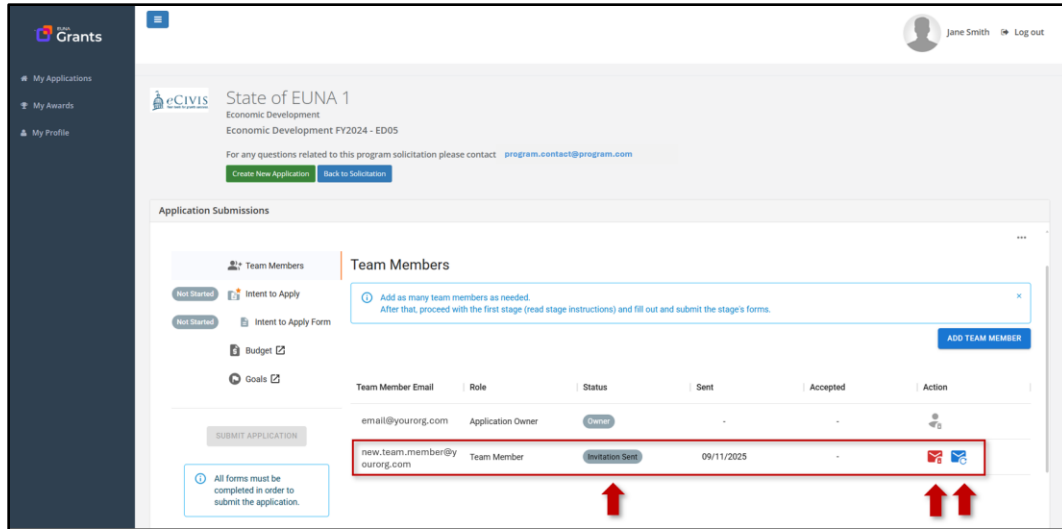 EUNA
Grants
Jane Smith
Log out
My Applications
My Awards
My Profile
eCIVIS
State of EUNA 1
Economic Development
Economic Development FY2024 - ED05
For any questions related to this program solicitation please contact program.contact@program.com
Create New Application
Back to Solicitation
Application Submissions
Team Members
Not Started
Intent to Apply
Not Started
Intent to Apply Form
Budget
Goals
SUBMIT APPLICATION
All forms must be
completed in order to
submit the application.
Team Members
Add as many team members as needed.
After that, proceed with the first stage (read stage instructions) and fill out and submit the stage's forms.
ADD TEAM MEMBER
Team Member Email Role Status Sent Accepted Action
email@yourorg.com Application Owner Owner - -
new.team.member@y
ourorg.com Team Member Invitation Sent 09/11/2025 -